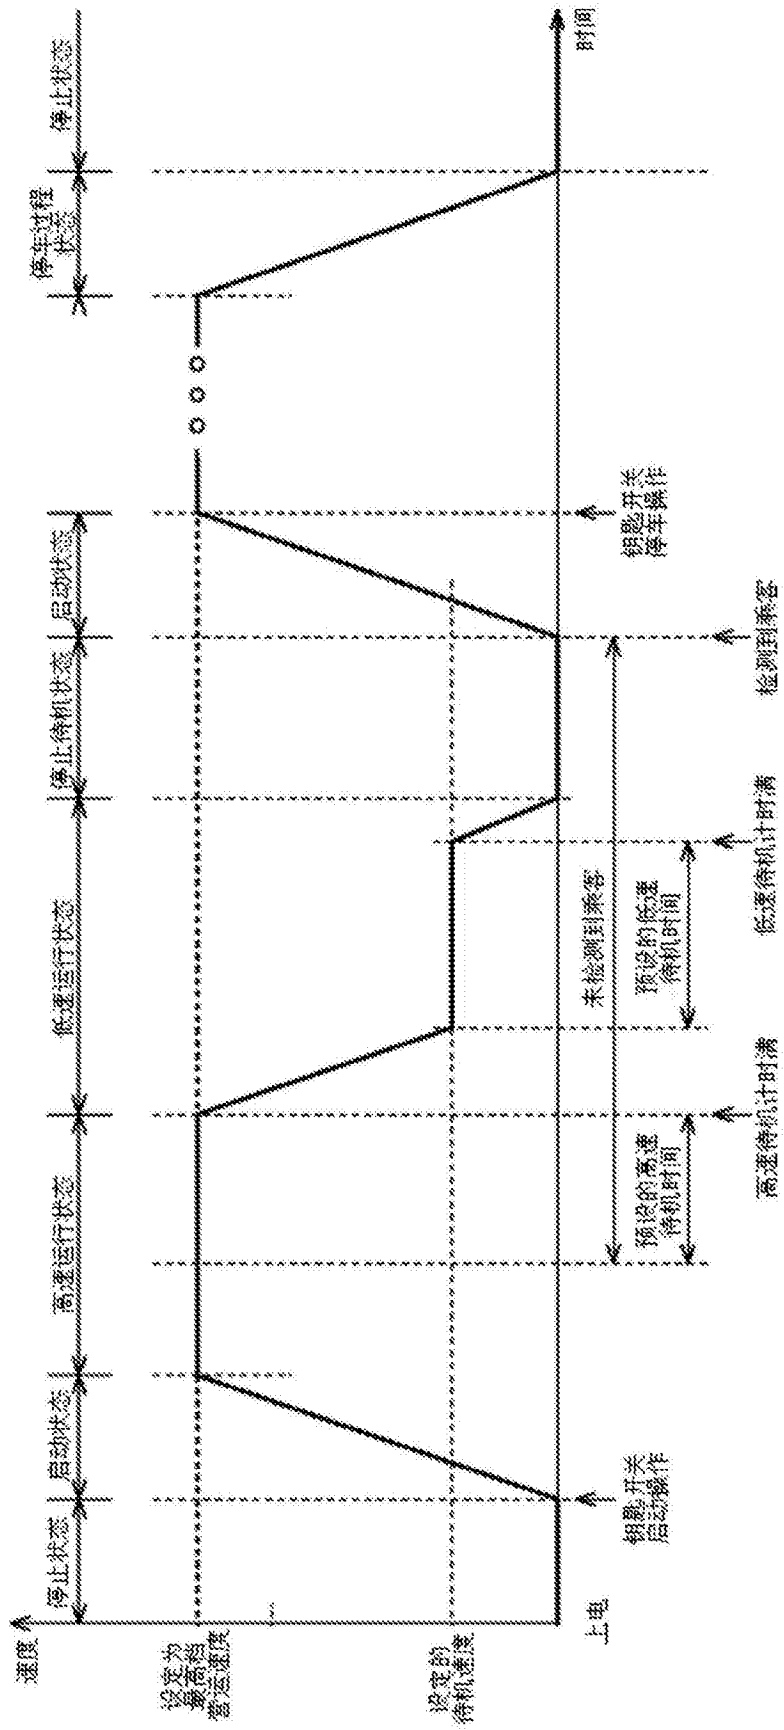 速度
停止状态
启动状态
高速运行状态
低速运行状态
停止待机状态
启动状态
停车过程
状态
停止状态
设定为
最高档
营运速度
设定的
待机速度
上电
时间
钥匙开关
启动操作
未检测到乘客
钥匙开关
停车操作
预设的高速
待机时间
预设的低速
待机时间
高速待机计时满
低速待机计时满
检测到乘客